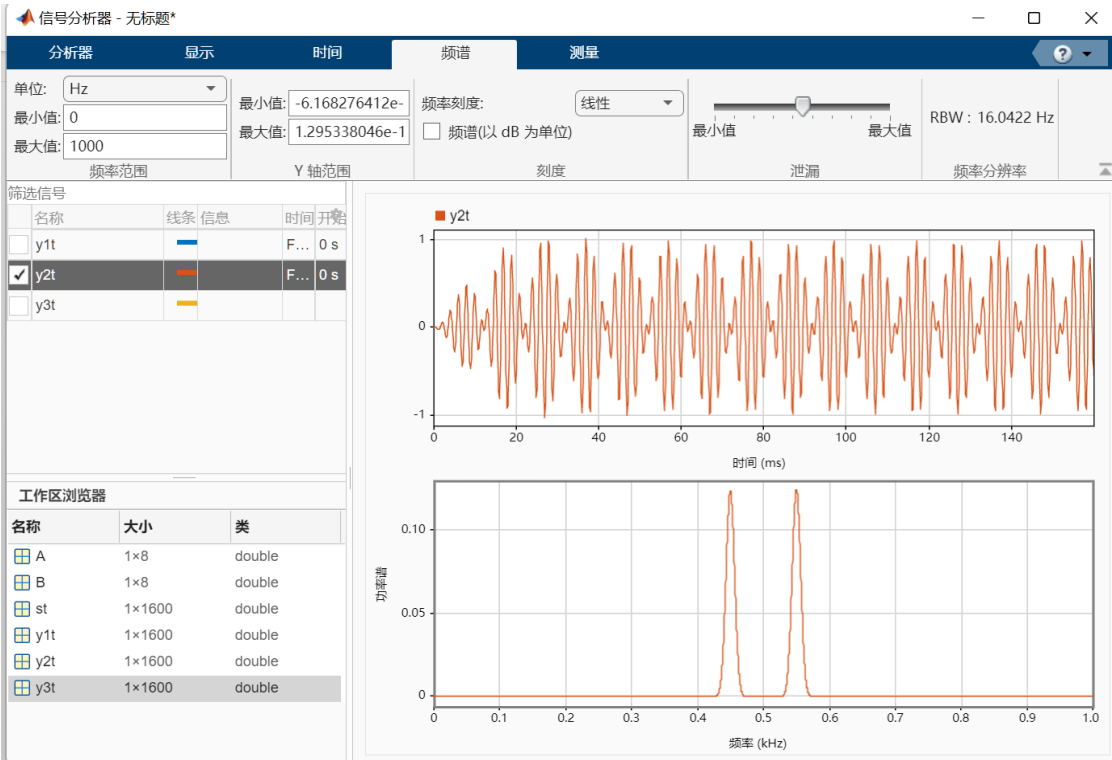 信号分析器 - 无标题*
分析器 显示 时间 频谱 测量
?
单位: Hz
最小值: 0
最大值: 1000
频率范围
最小值: -6.168276412e-
最大值: 1.295338046e-1
Y 轴范围
频率刻度: 线性
频谱(以 dB 为单位)
刻度
最小值 最大值
泄漏
RBW : 16.0422 Hz
频率分辨率
筛选信号
名称 线条 信息 时间 开始
y1t F... 0 s
y2t F... 0 s
y3t
工作区浏览器
名称 大小 类
A 1×8 double
B 1×8 double
st 1×1600 double
y1t 1×1600 double
y2t 1×1600 double
y3t 1×1600 double
y2t
1
0
-1
0 20 40 60 80 100 120 140
时间 (ms)
0.10
0.05
0
功率谱
0 0.1 0.2 0.3 0.4 0.5 0.6 0.7 0.8 0.9 1.0
频率 (kHz)